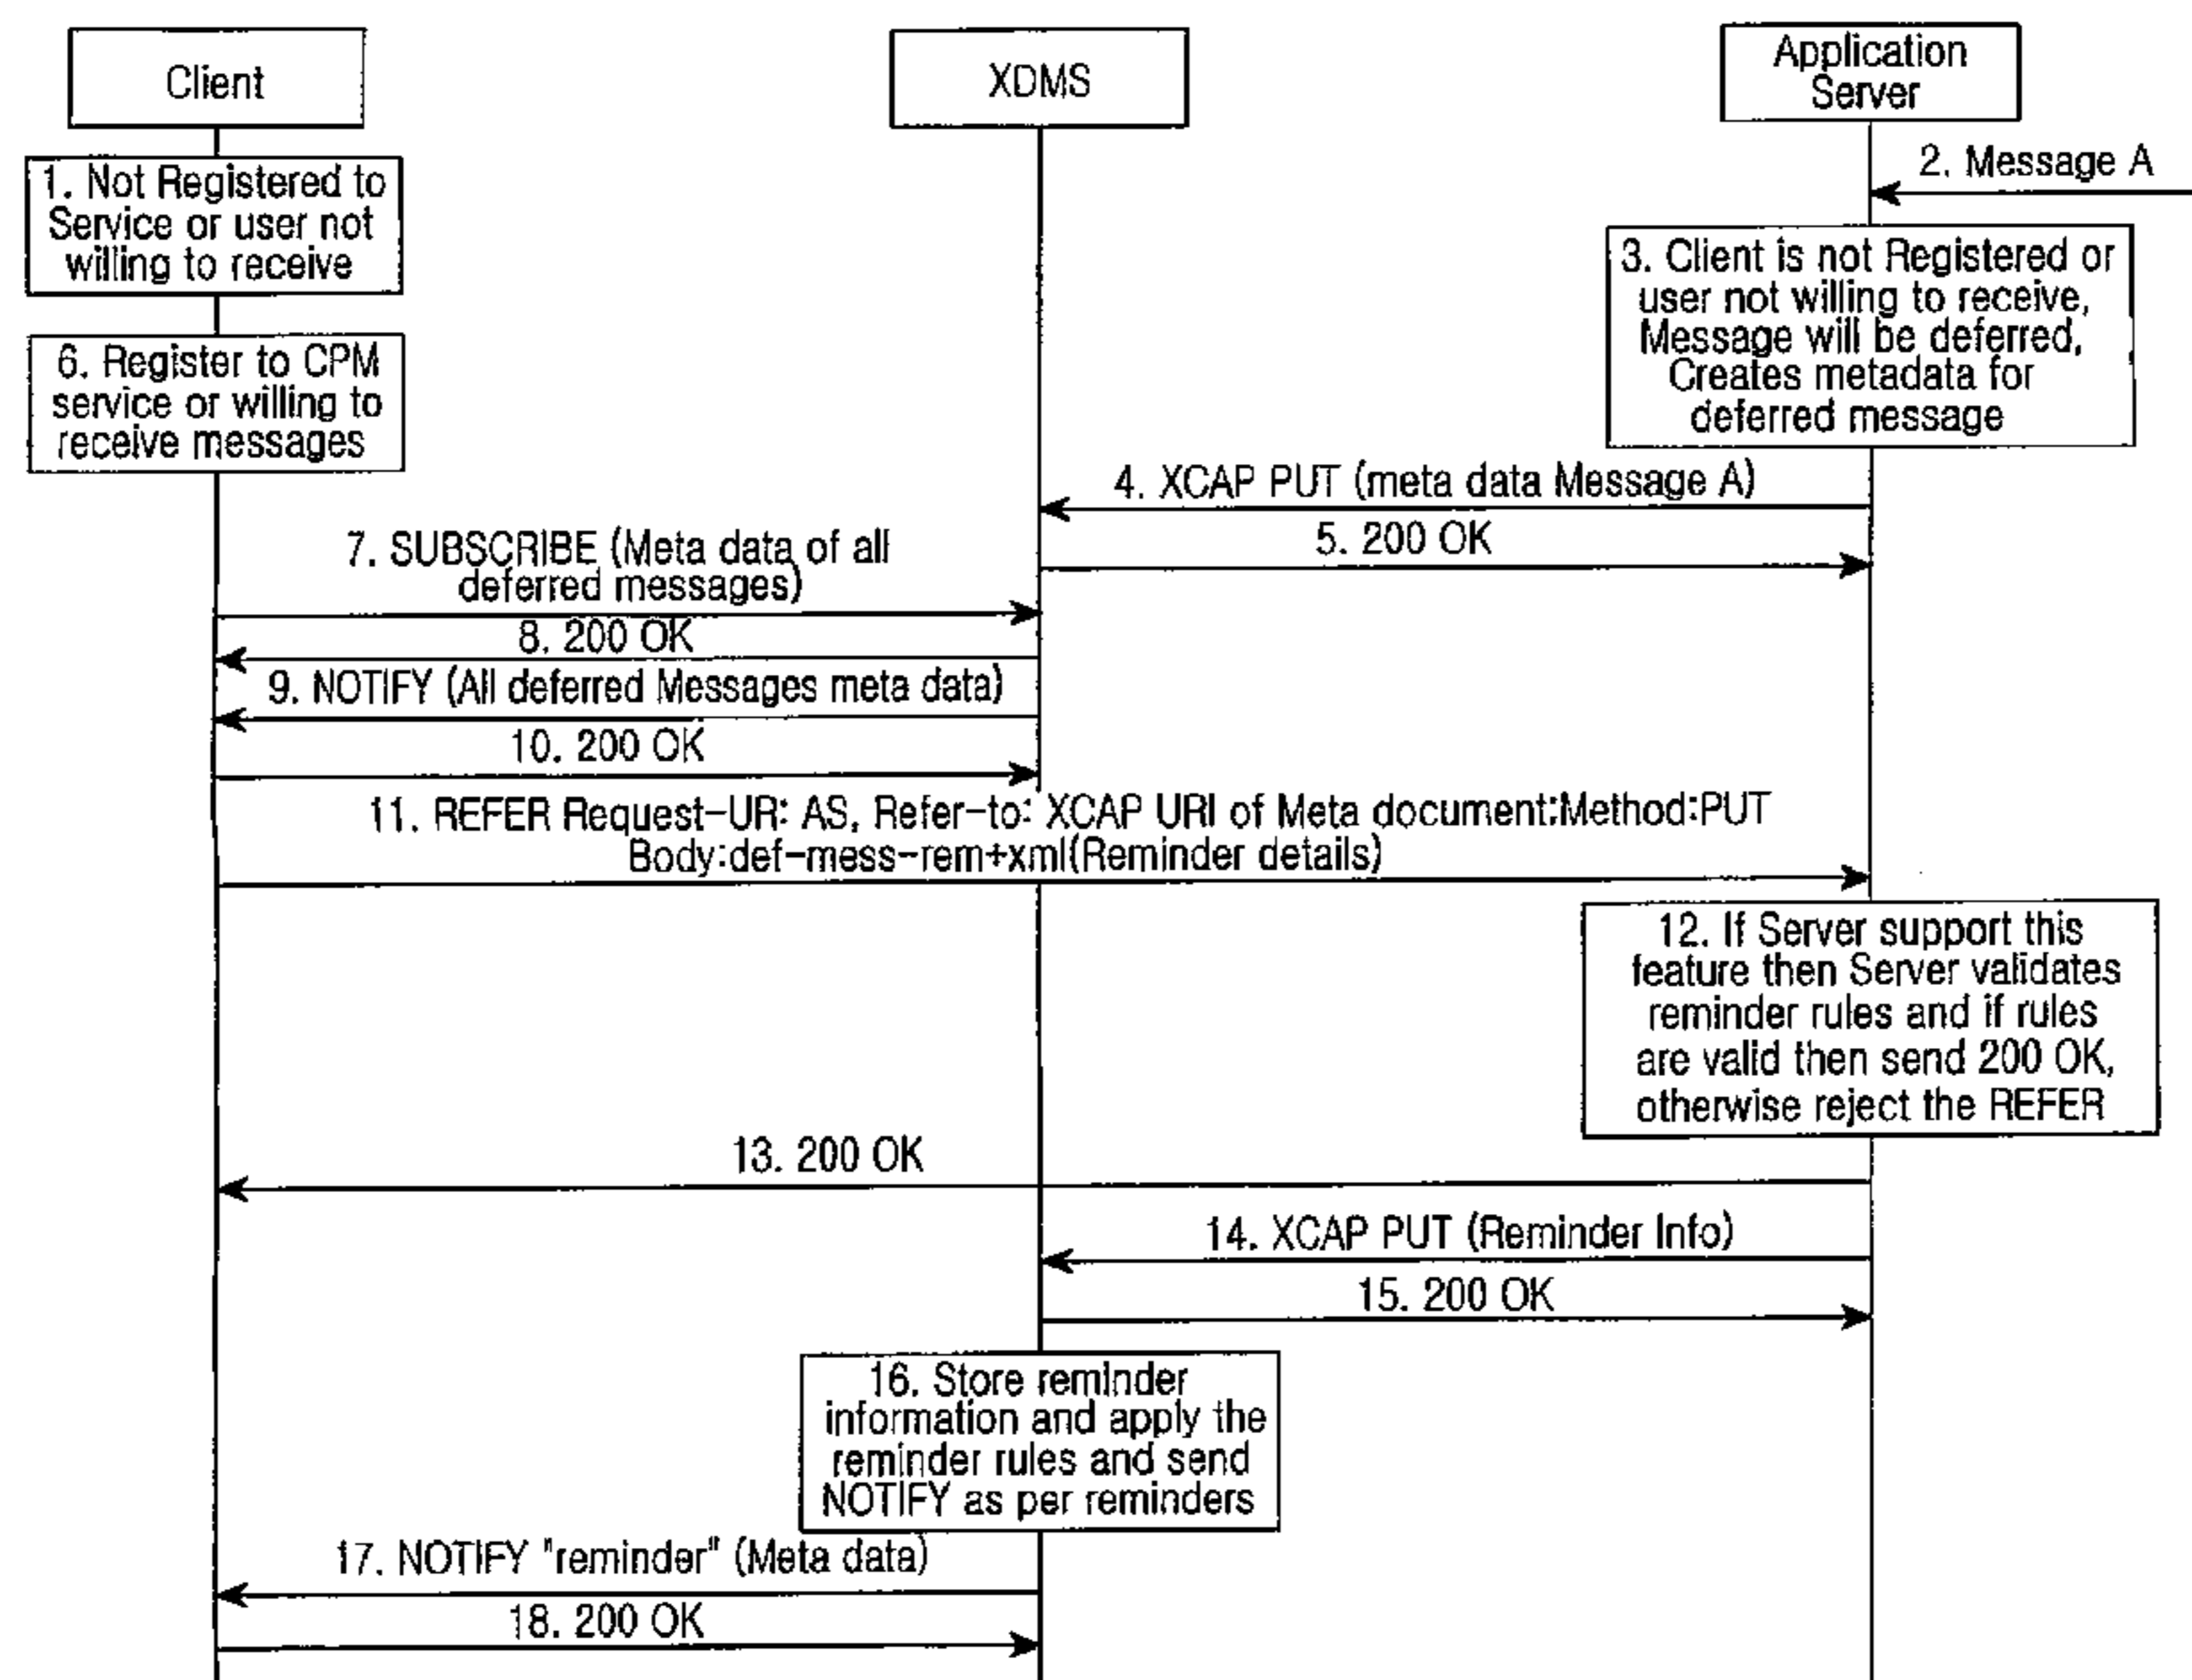 Client
XDMS
Application
Server
1. Not Registered to
Service or user not
willing to receive
2. Message A
3. Client is not Registered or
user not willing to receive,
Message will be deferred,
Creates metadata for
deferred message
6. Register to CPM
service or willing to
receive messages
4. XCAP PUT (meta data Message A)
5. 200 OK
7. SUBSCRIBE (Meta data of all
deferred messages)
8. 200 OK
9. NOTIFY (All deferred Messages meta data)
10. 200 OK
11. REFER Request-UR: AS, Refer-to: XCAP URI of Meta document:Method:PUT
Body:def-mess-rem+xml(Reminder details)
12. If Server support this
feature then Server validates
reminder rules and if rules
are valid then send 200 OK,
otherwise reject the REFER
13. 200 OK
14. XCAP PUT (Reminder Info)
15. 200 OK
16. Store reminder
information and apply the
reminder rules and send
NOTIFY as per reminders
17. NOTIFY "reminder" (Meta data)
18. 200 OK